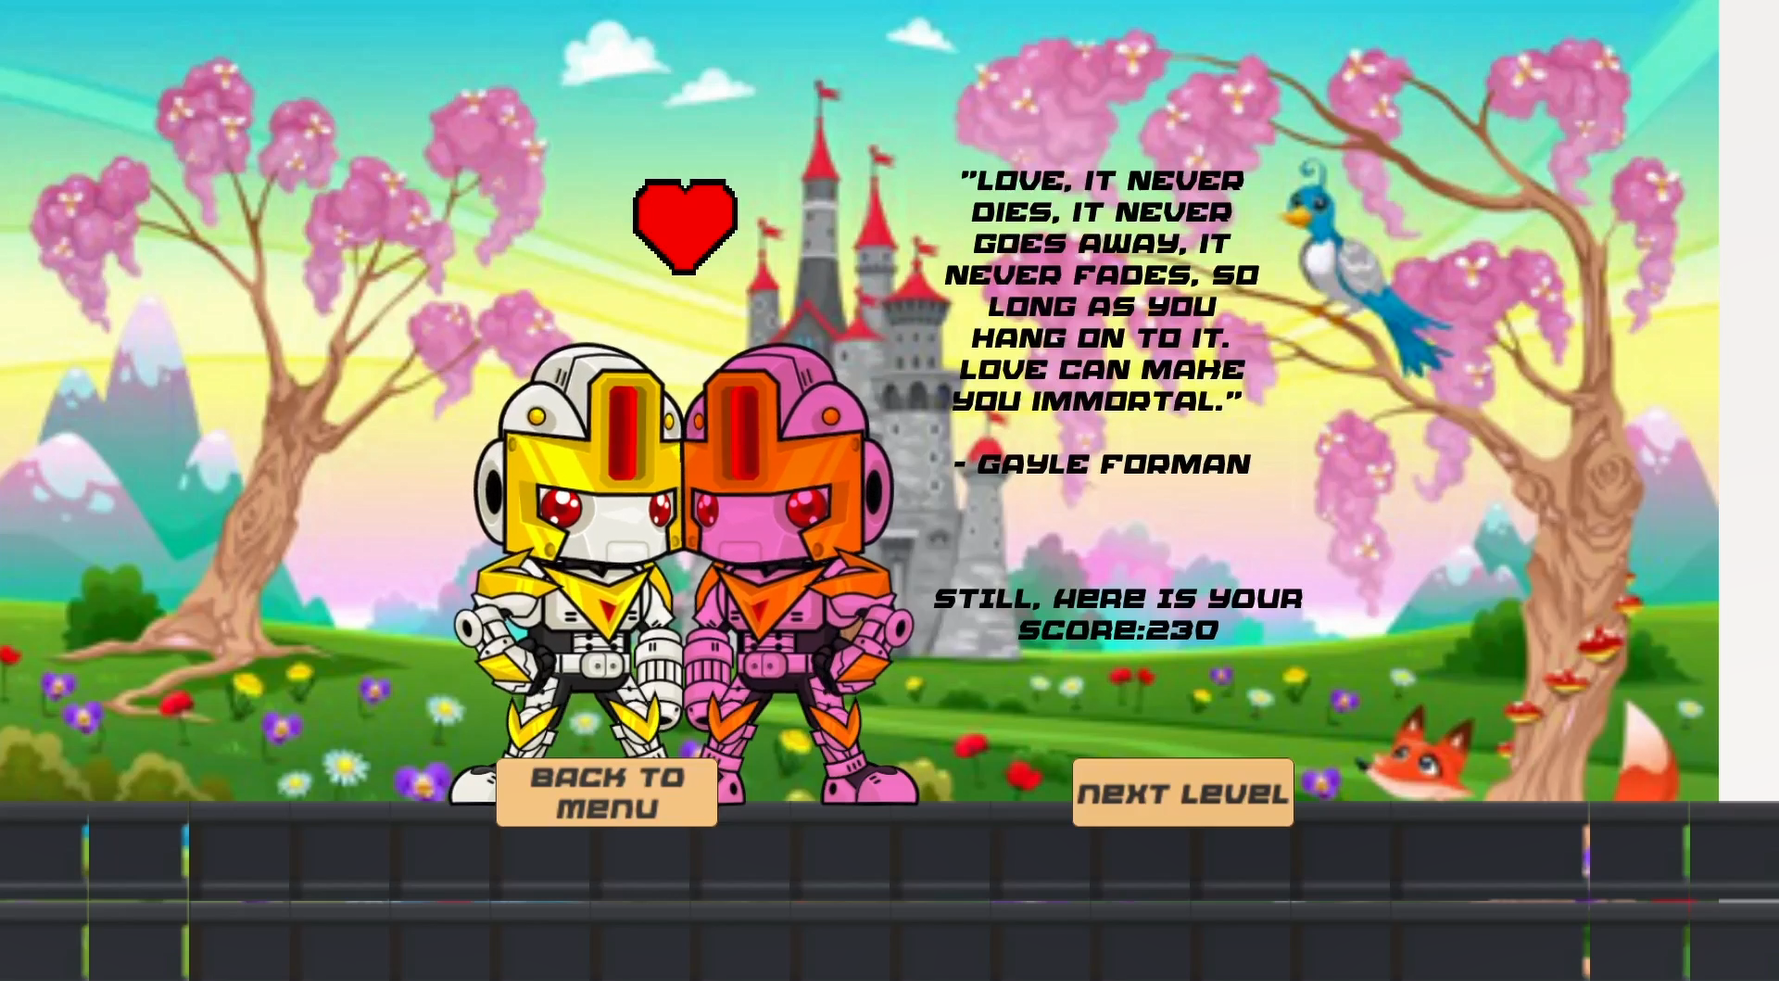 "LOVE, IT NEVER
DIES, IT NEVER
GOES AWAY, IT
NEVER FADES, SO
LONG AS YOU
HANG ON TO IT.
LOVE CAN MAKE
YOU IMMORTAL."
- GAYLE FORMAN
STILL, HERE IS YOUR
SCORE:230
BACK TO
MENU
NEXT LEVEL